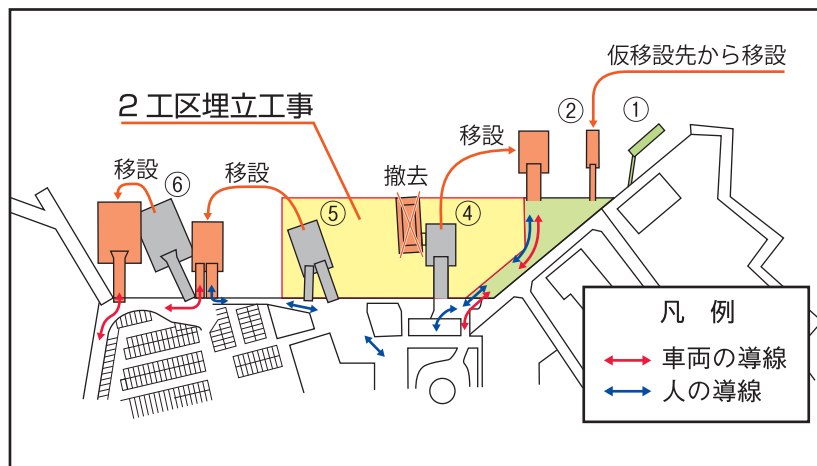 仮移設先から移設
② ①
2工区埋立工事
移設
移設 ⑥ 移設
撤去
⑤ ④
凡 例
車両の導線
人の導線